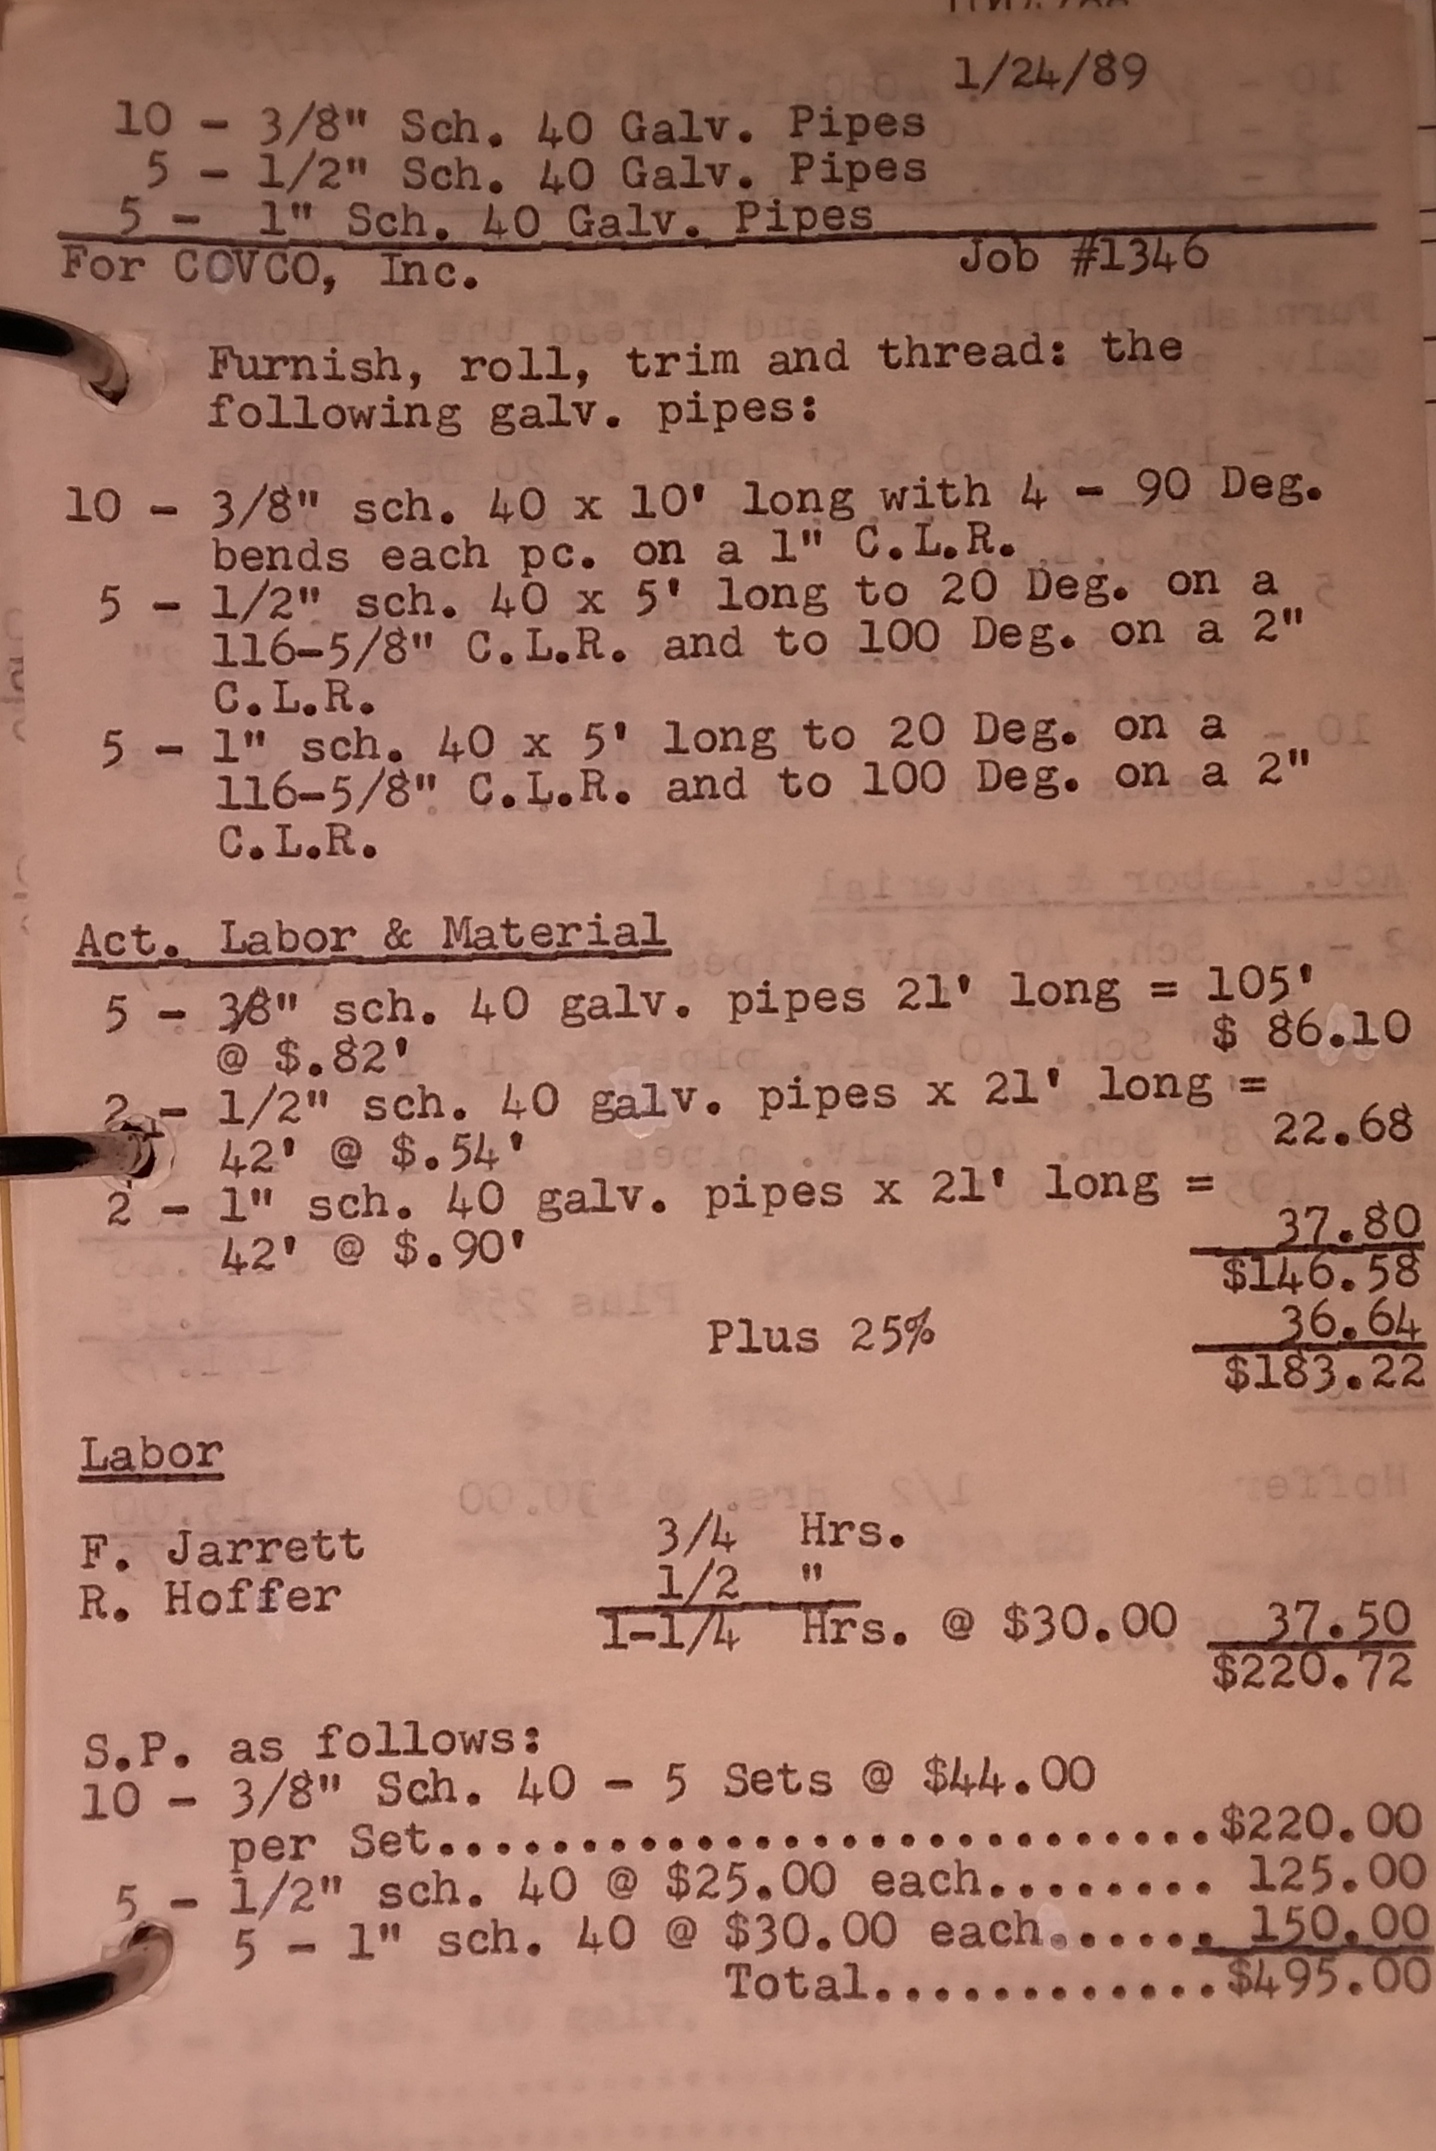 1/24/89
10 - 3/8" Sch. 40 Galv. Pipes
5 - 1/2" Sch. 40 Galv. Pipes
5 - 1" Sch. 40 Galv. Pipes
For COVCO, Inc. Job #1346
Furnish, roll, trim and thread: the
following galv. pipes:
10 - 3/8" sch. 40 x 10' long with 4 - 90 Deg.
bends each pc. on a 1" C.L.R.
5 - 1/2" sch. 40 x 5' long to 20 Deg. on a
116-5/8" C.L.R. and to 100 Deg. on a 2"
C.L.R.
5 - 1" sch. 40 x 5' long to 20 Deg. on a
116-5/8" C.L.R. and to 100 Deg. on a 2"
C.L.R.
Act. Labor & Material
5 - 3/8" sch. 40 galv. pipes 21' long = 105'
@ $.82' $ 86.10
2 - 1/2" sch. 40 galv. pipes x 21' long =
42' @ $.54' 22.68
2 - 1" sch. 40 galv. pipes x 21' long =
42' @ $.90' 37.80
$146.58
Plus 25% 36.64
$183.22
Labor
F. Jarrett 3/4 Hrs.
R. Hoffer 1/2 "
1-1/4 Hrs. @ $30.00 37.50
$220.72
S.P. as follows:
10 - 3/8" Sch. 40 - 5 Sets @ $44.00
per Set............................$220.00
5 - 1/2" sch. 40 @ $25.00 each........ 125.00
5 - 1" sch. 40 @ $30.00 each...... 150.00
Total............$495.00